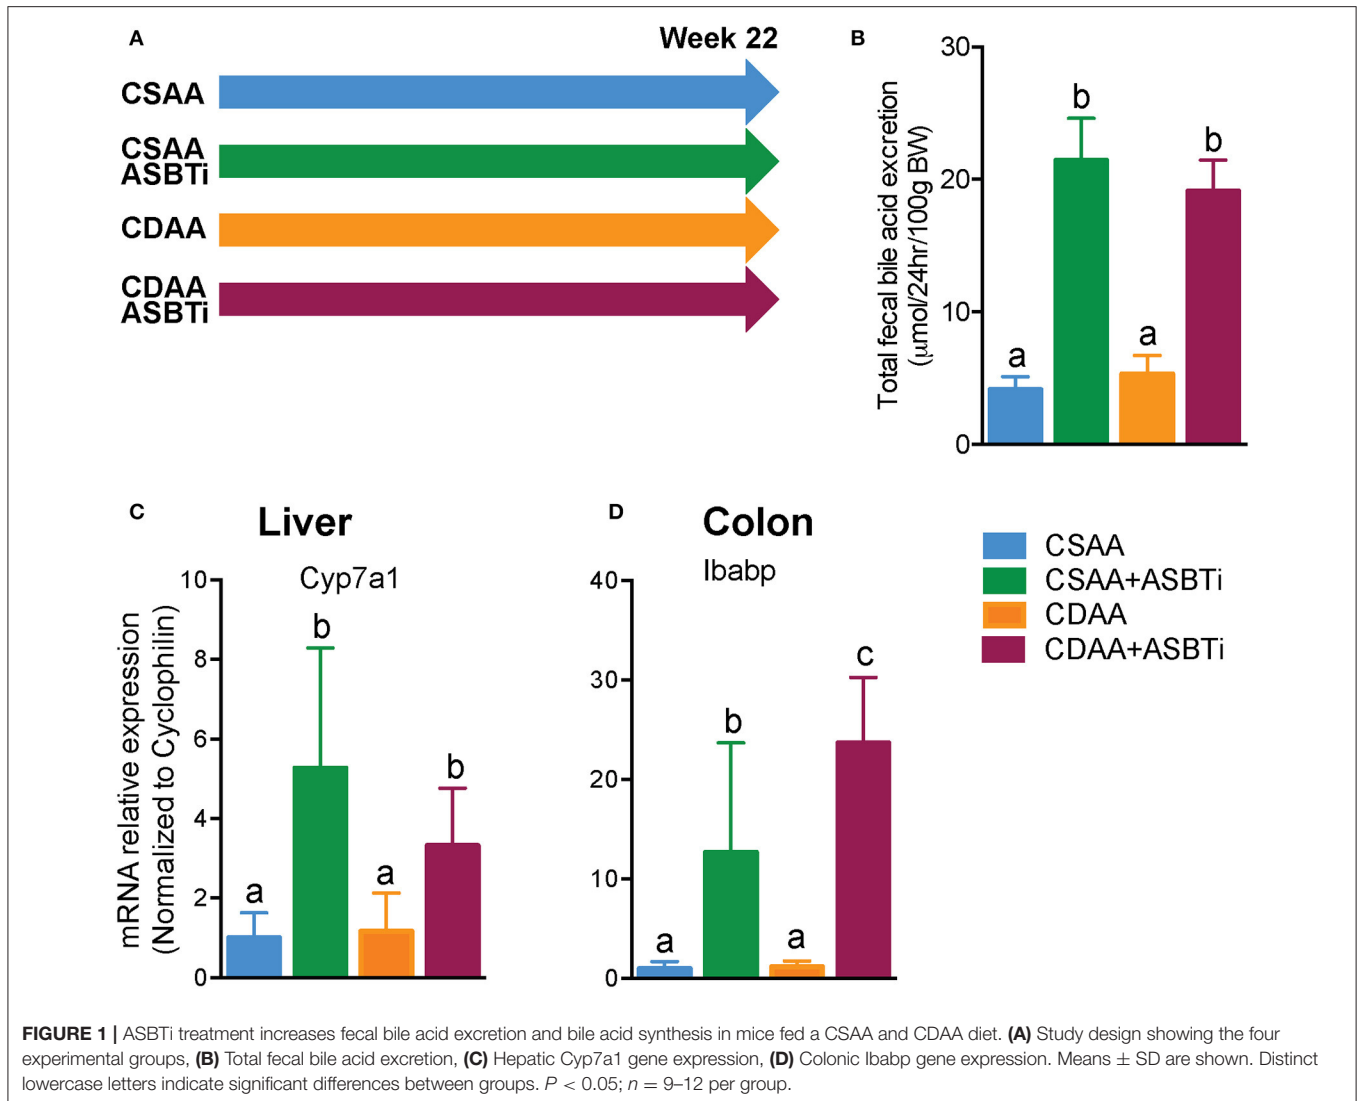 A
Week 22
CSAA
CSAA
ASBTi
CDAA
CDAA
ASBTi
B
Total fecal bile acid excretion
(μmol/24hr/100g BW)
30
20
10
0
a
b
a
b
C
Liver
Cyp7a1
mRNA relative expression
(Normalized to Cyclophilin)
10
8
6
4
2
0
a
b
a
b
D
Colon
Ibabp
40
30
20
10
0
a
b
a
c
CSAA
CSAA+ASBTi
CDAA
CDAA+ASBTi
FIGURE 1 | ASBTi treatment increases fecal bile acid excretion and bile acid synthesis in mice fed a CSAA and CDAA diet. (A) Study design showing the four
experimental groups, (B) Total fecal bile acid excretion, (C) Hepatic Cyp7a1 gene expression, (D) Colonic Ibabp gene expression. Means ± SD are shown. Distinct
lowercase letters indicate significant differences between groups. P < 0.05; n = 9–12 per group.